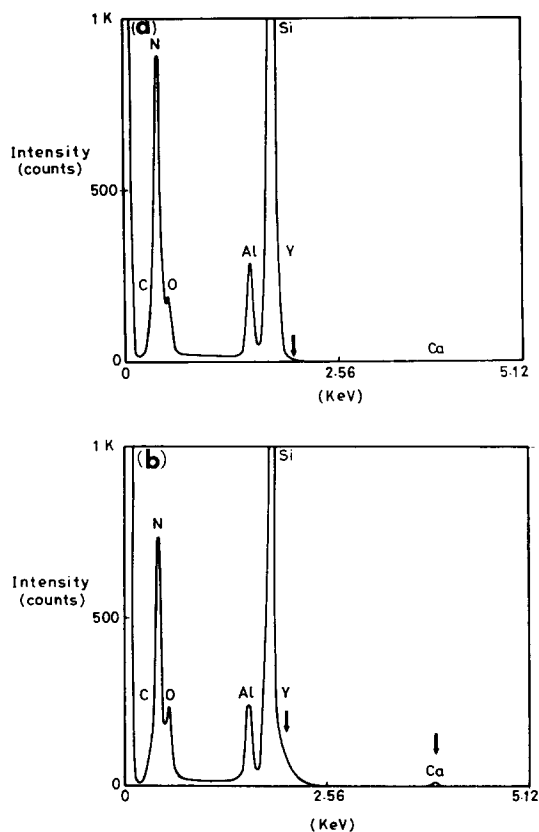 (a)
1 K
N
Si
Intensity
(counts)
500
Al
Y
C
O
Ca
0
0
2·56
5·12
(KeV)
(b)
1 K
Si
N
Intensity
(counts)
500
C
O
Al
Y
Ca
0
0
2·56
5·12
(KeV)